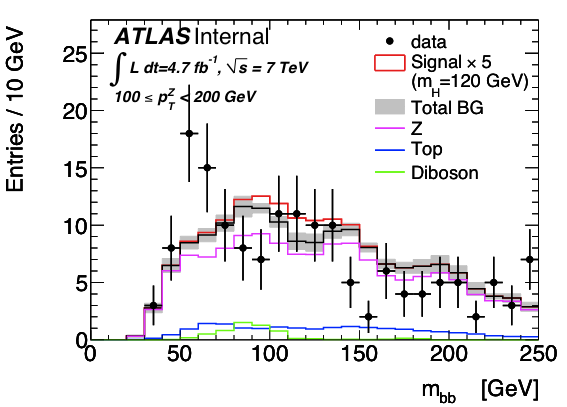 ATLAS Internal
∫ L dt=4.7 fb⁻¹, √s = 7 TeV
100 ≤ p_T^Z < 200 GeV
data
Signal × 5
(m_H=120 GeV)
Total BG
Z
Top
Diboson
Entries / 10 GeV
25
20
15
10
5
0
0 50 100 150 200 250
m_bb [GeV]